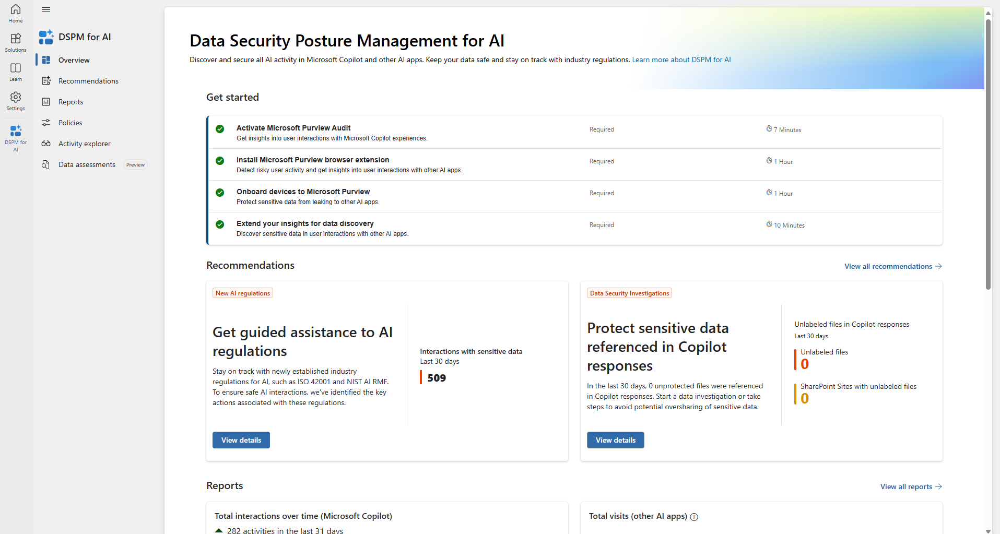 Home
Solutions
Learn
Settings
DSPM for
AI
DSPM for AI
Overview
Recommendations
Reports
Policies
Activity explorer
Data assessments Preview
Data Security Posture Management for AI
Discover and secure all AI activity in Microsoft Copilot and other AI apps. Keep your data safe and stay on track with industry regulations. Learn more about DSPM for AI
Get started
Activate Microsoft Purview Audit
Get insights into user interactions with Microsoft Copilot experiences.
Required
7 Minutes
Install Microsoft Purview browser extension
Detect risky user activity and get insights into user interactions with other AI apps.
Required
1 Hour
Onboard devices to Microsoft Purview
Protect sensitive data from leaking to other AI apps.
Required
1 Hour
Extend your insights for data discovery
Discover sensitive data in user interactions with other AI apps.
Required
10 Minutes
Recommendations
View all recommendations
New AI regulations
Get guided assistance to AI
regulations
Stay on track with newly established industry
regulations for AI, such as ISO 42001 and NIST AI RMF.
To ensure safe AI interactions, we've identified the key
actions associated with these regulations.
Interactions with sensitive data
Last 30 days
509
View details
Data Security Investigations
Protect sensitive data
referenced in Copilot
responses
In the last 30 days, 0 unprotected files were referenced
in Copilot responses. Start a data investigation or take
steps to avoid potential oversharing of sensitive data.
Unlabeled files in Copilot responses
Last 30 days
Unlabeled files
0
SharePoint Sites with unlabeled files
0
View details
Reports
View all reports
Total interactions over time (Microsoft Copilot)
282 activities in the last 31 days
Total visits (other AI apps)